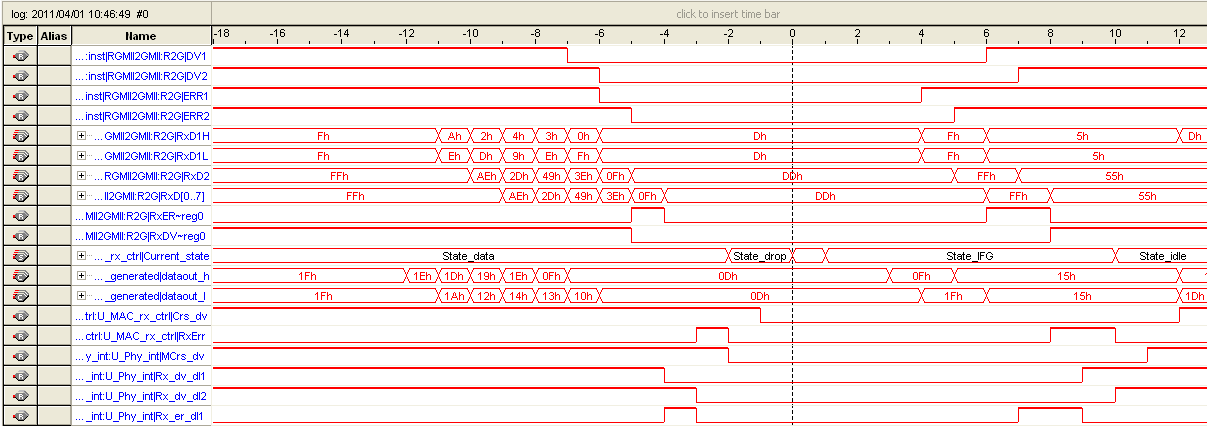 log: 2011/04/01 10:46:49 #0 click to insert time bar
Type Alias Name -18 -16 -14 -12 -10 -8 -6 -4 -2 0 2 4 6 8 10 12
...:inst|RGMII2GMII:R2G|DV1
...:inst|RGMII2GMII:R2G|DV2
...inst|RGMII2GMII:R2G|ERR1
...inst|RGMII2GMII:R2G|ERR2
...GMII2GMII:R2G|RxD1H Fh Ah 2h 4h 3h 0h Dh Fh 5h Dh
...GMII2GMII:R2G|RxD1L Fh Eh Dh 9h Eh Fh Dh Fh 5h
...RGMII2GMII:R2G|RxD2 FFh AEh 2Dh 49h 3Eh 0Fh DDh FFh 55h
...II2GMII:R2G|RxD[0..7] FFh AEh 2Dh 49h 3Eh 0Fh DDh FFh 55h
...MII2GMII:R2G|RxER~reg0
...MII2GMII:R2G|RxDV~reg0
..._rx_ctrl|Current_state State_data State_drop State_IFG State_idle
..._generated|dataout_h 1Fh 1Eh 1Dh 19h 1Eh 0Fh 0Dh 0Fh 15h 1
..._generated|dataout_l 1Fh 1Ah 12h 14h 13h 10h 0Dh 1Fh 15h 1Dh
...trl:U_MAC_rx_ctrl|Crs_dv
...ctrl:U_MAC_rx_ctrl|RxErr
...y_int:U_Phy_int|MCrs_dv
..._int:U_Phy_int|Rx_dv_dl1
..._int:U_Phy_int|Rx_dv_dl2
..._int:U_Phy_int|Rx_er_dl1